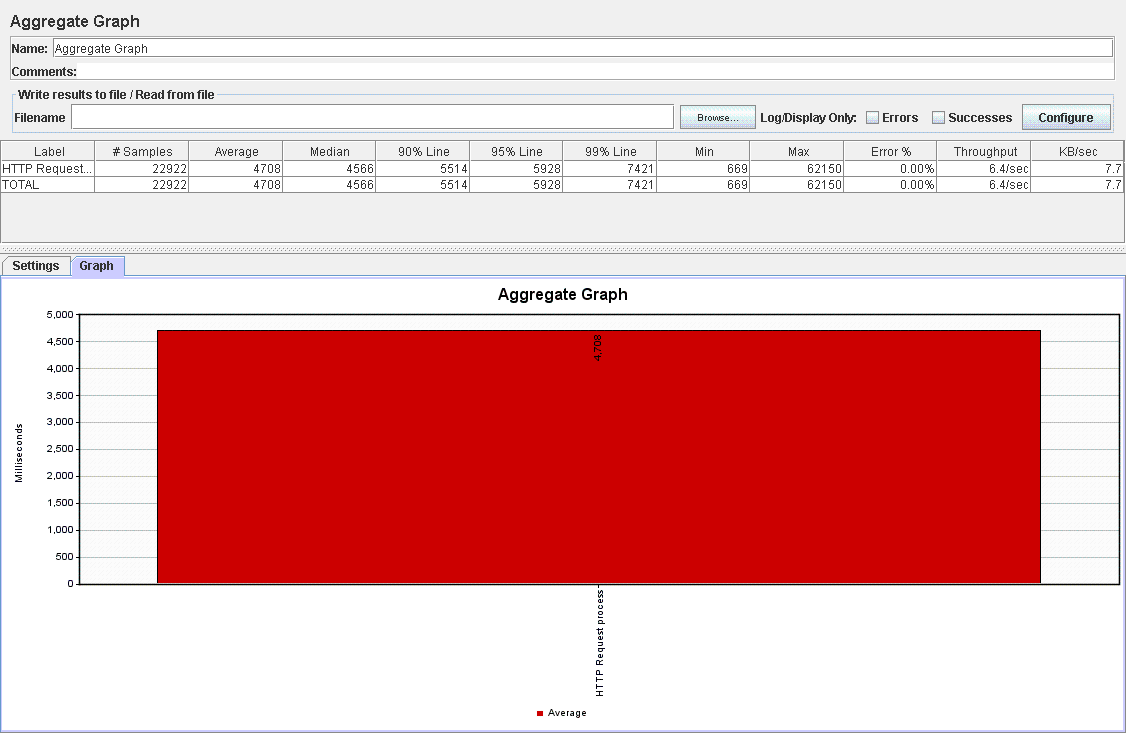 Aggregate Graph
Name: Aggregate Graph
Comments:
Write results to file / Read from file
Filename Browse... Log/Display Only: Errors Successes Configure
Label # Samples Average Median 90% Line 95% Line 99% Line Min Max Error % Throughput KB/sec
HTTP Request... 22922 4708 4566 5514 5928 7421 669 62150 0.00% 6.4/sec 7.7
TOTAL 22922 4708 4566 5514 5928 7421 669 62150 0.00% 6.4/sec 7.7
Settings Graph
Aggregate Graph
5,000
4,500
4,000
3,500
3,000
2,500
2,000
1,500
1,000
500
0
Milliseconds
4,708
HTTP Request process
Average